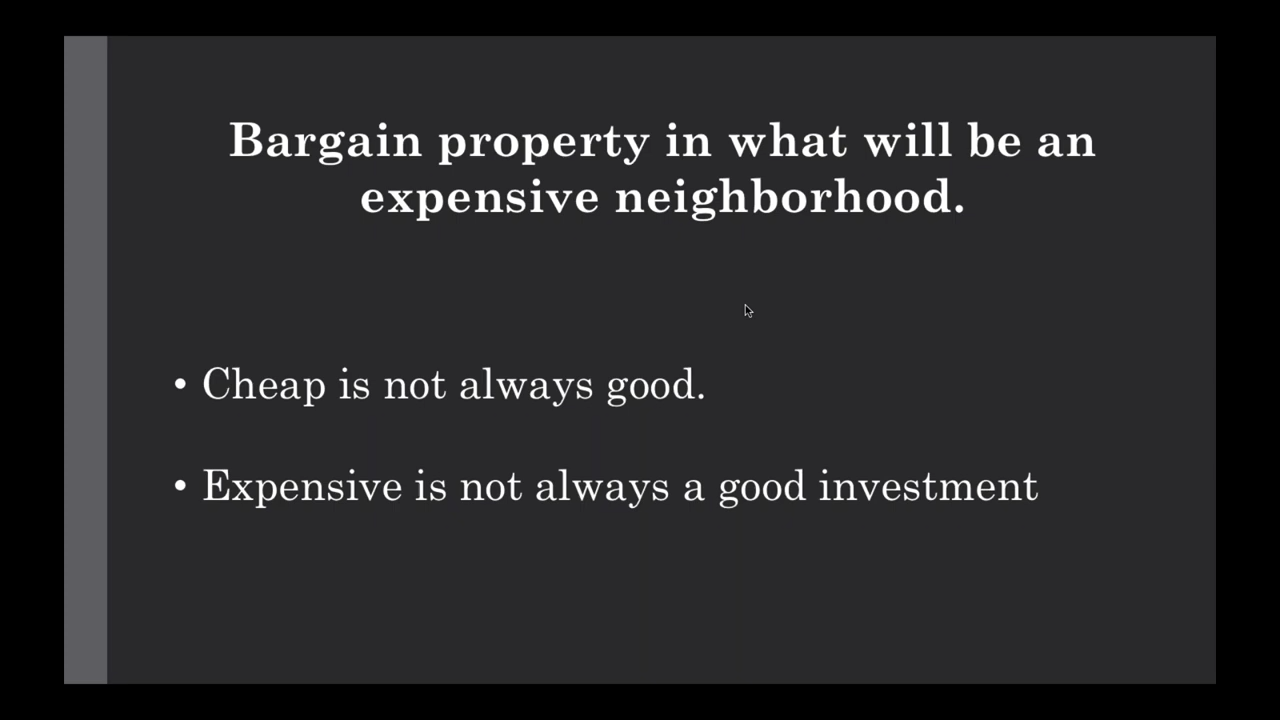 Bargain property in what will be an
expensive neighborhood.
• Cheap is not always good.
• Expensive is not always a good investment